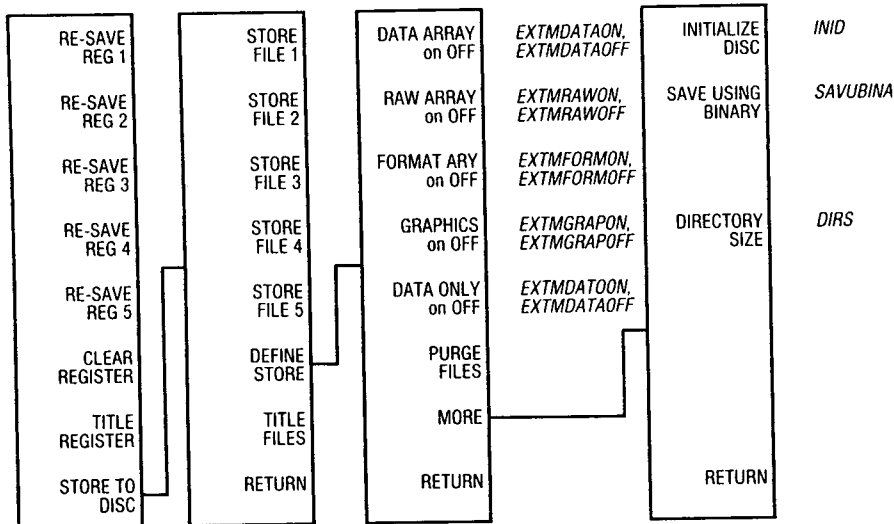 RE-SAVE
REG 1
RE-SAVE
REG 2
RE-SAVE
REG 3
RE-SAVE
REG 4
RE-SAVE
REG 5
CLEAR
REGISTER
TITLE
REGISTER
STORE TO
DISC
STORE
FILE 1
STORE
FILE 2
STORE
FILE 3
STORE
FILE 4
STORE
FILE 5
DEFINE
STORE
TITLE
FILES
RETURN
DATA ARRAY
on OFF
EXTMDATAON,
EXTMDATAOFF
RAW ARRAY
on OFF
EXTMRAWON,
EXTMRAWOFF
FORMAT ARY
on OFF
EXTMFORMON,
EXTMFORMOFF
GRAPHICS
on OFF
EXTMGRAPON,
EXTMGRAPOFF
DATA ONLY
on OFF
EXTMDATOON,
EXTMDATAOFF
PURGE
FILES
MORE
RETURN
INITIALIZE
DISC
INID
SAVE USING
BINARY
SAVUBINA
DIRECTORY
SIZE
DIRS
RETURN